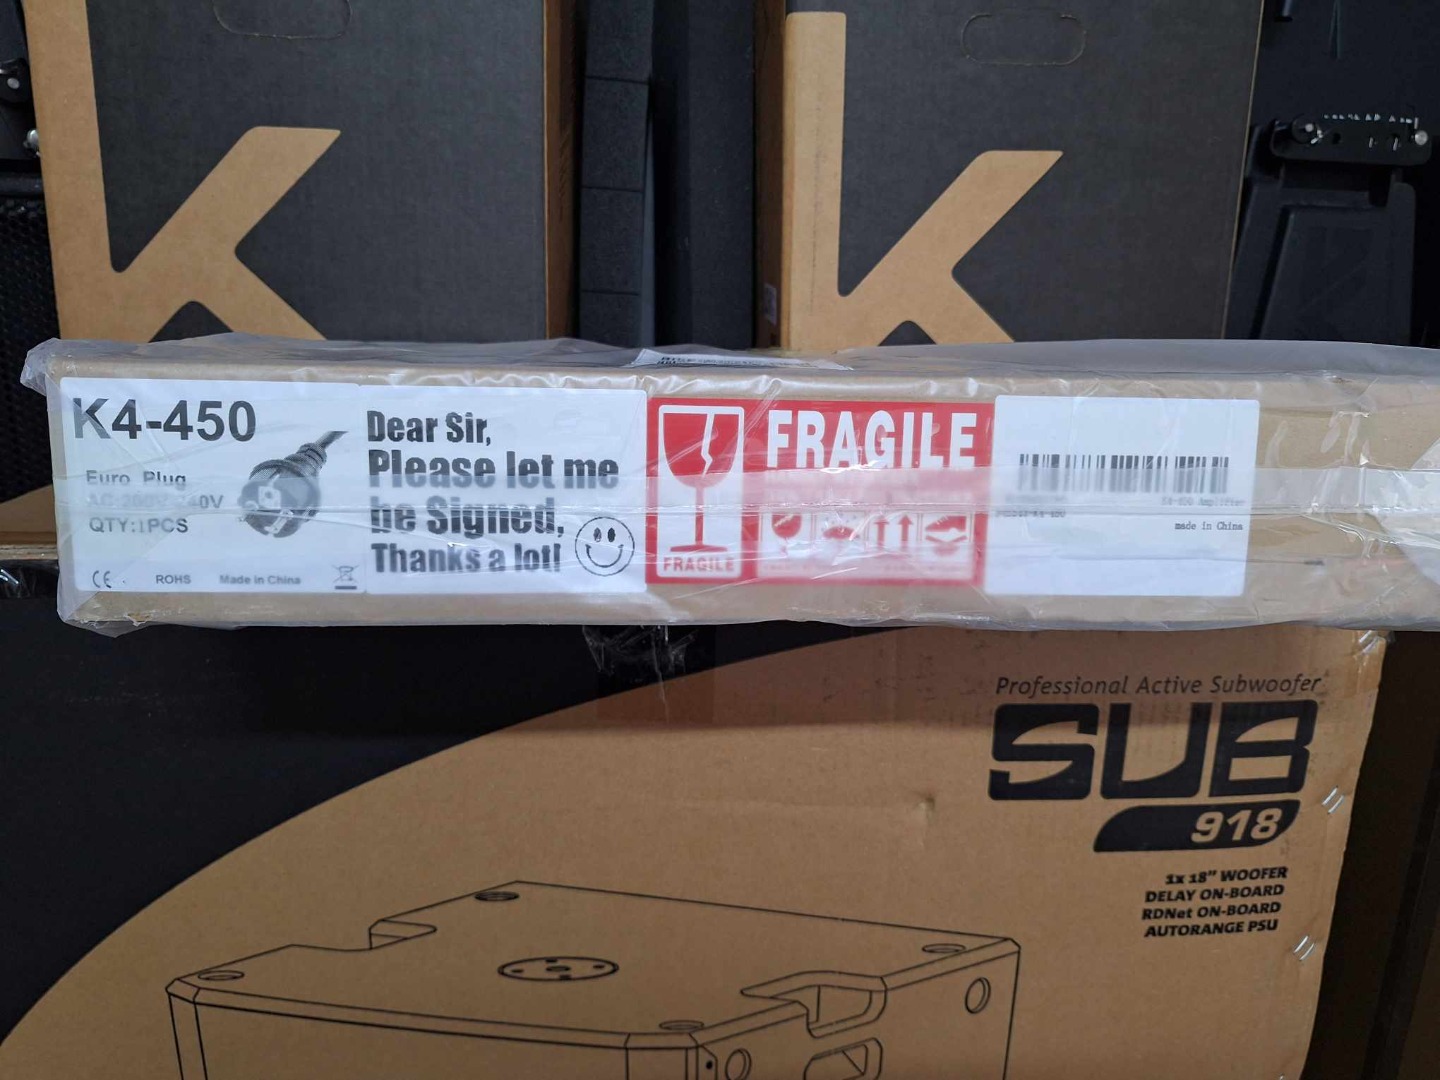 K4-450
Euro Plug
QTY:1PCS
CE
ROHS
Made in China
Dear Sir,
Please let me
be Signed,
Thanks a lot!
FRAGILE
FRAGILE
Amplifier
made in China
Professional Active Subwoofer
SUB
918
1x 18" WOOFER
DELAY ON-BOARD
RDNet ON-BOARD
AUTORANGE PSU